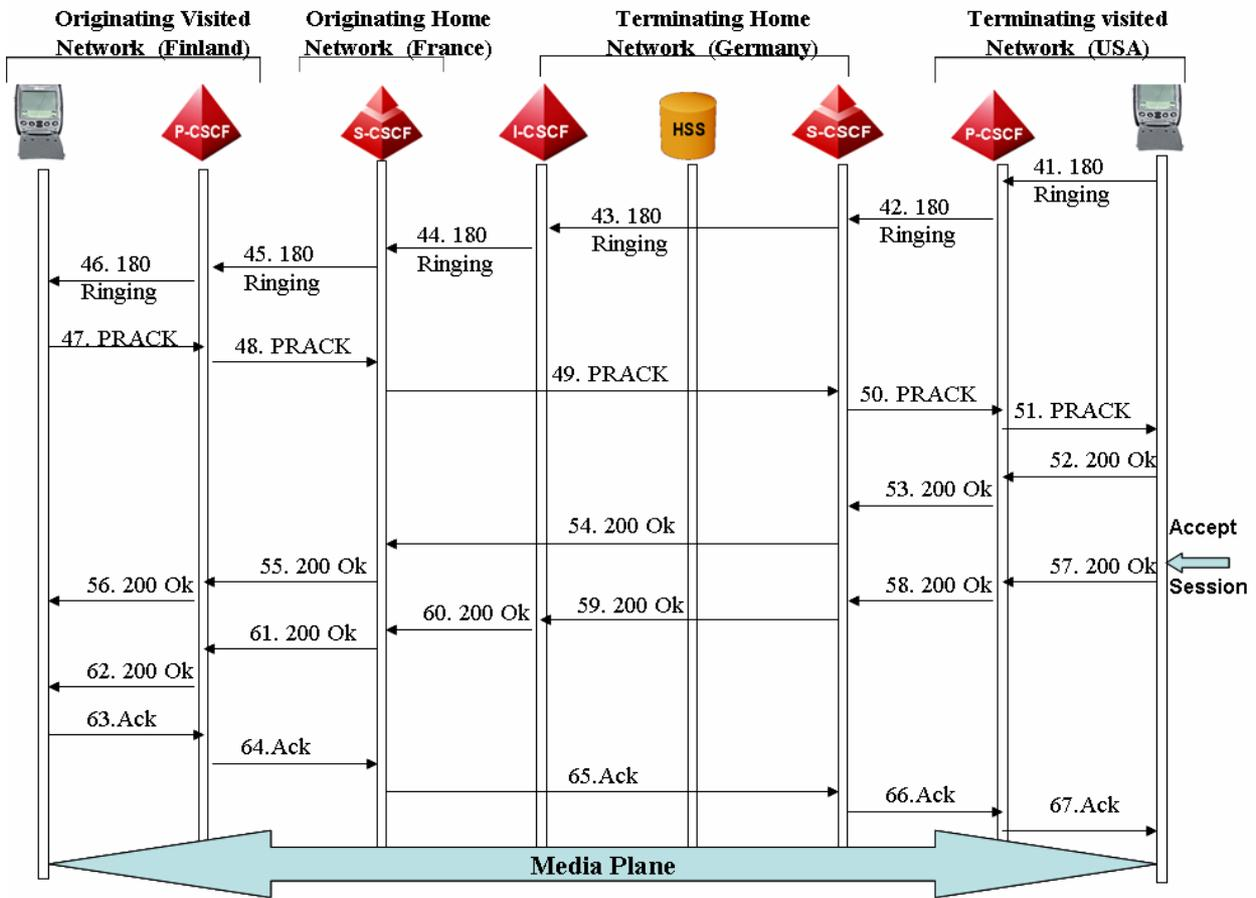 Originating Visited
Network (Finland)
Originating Home
Network (France)
Terminating Home
Network (Germany)
Terminating visited
Network (USA)
P-CSCF
S-CSCF
I-CSCF
HSS
S-CSCF
P-CSCF
41. 180
Ringing
42. 180
Ringing
43. 180
Ringing
44. 180
Ringing
45. 180
Ringing
46. 180
Ringing
47. PRACK
48. PRACK
49. PRACK
50. PRACK
51. PRACK
52. 200 Ok
53. 200 Ok
54. 200 Ok
55. 200 Ok
56. 200 Ok
Accept
Session
57. 200 Ok
58. 200 Ok
59. 200 Ok
60. 200 Ok
61. 200 Ok
62. 200 Ok
63.Ack
64.Ack
65.Ack
66.Ack
67.Ack
Media Plane